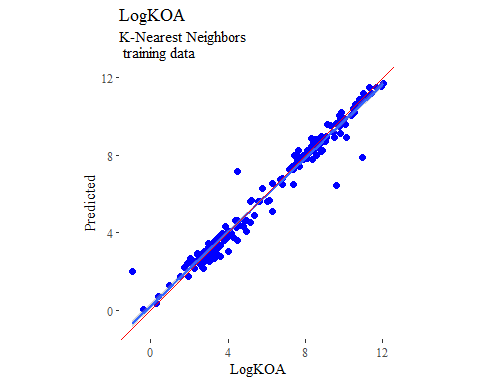 LogKOA
K-Nearest Neighbors
training data
12
8
4
0
Predicted
0 4 8 12
LogKOA